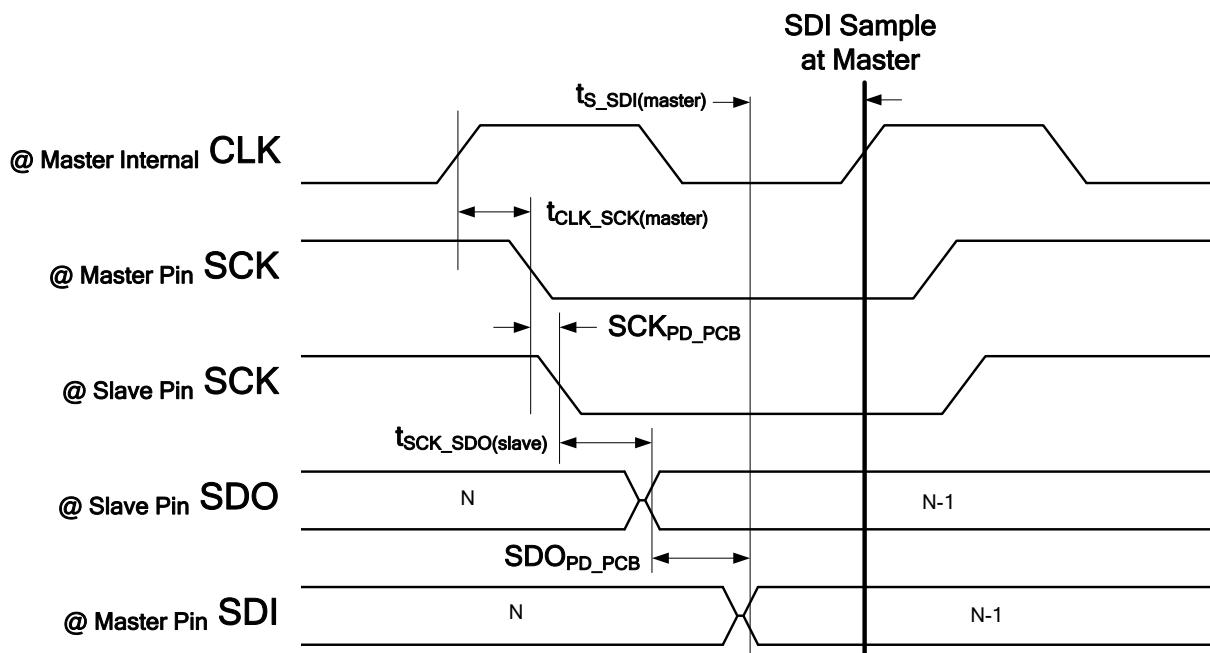 SDI Sample
at Master
tS_SDI(master)
@ Master Internal CLK
tCLK_SCK(master)
@ Master Pin SCK
SCKPD_PCB
@ Slave Pin SCK
tSCK_SDO(slave)
@ Slave Pin SDO
N
N-1
SDOPD_PCB
@ Master Pin SDI
N
N-1